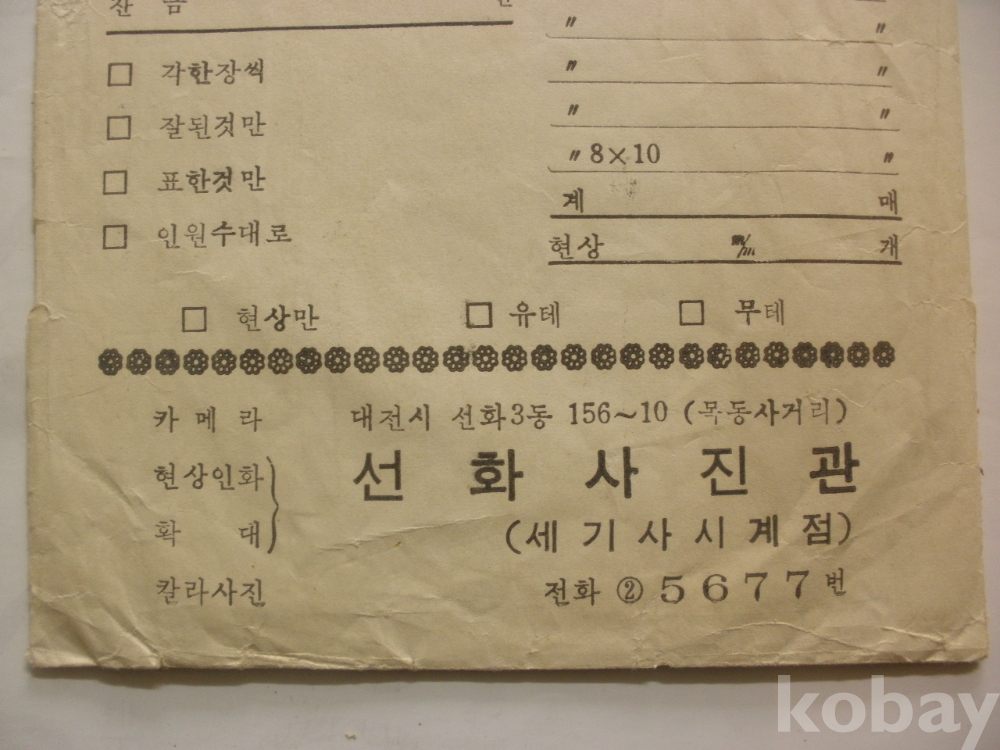 잔 금 원
〃 〃
□ 각한장씩 〃 〃
□ 잘된것만 〃 〃
□ 표한것만 〃 8×10 〃
계 매
□ 인원수대로 현상 m/m 개
□ 현상만 □ 유테 □ 무테
카 메 라 대전시 선화3동 156~10 (목동사거리)
현상인화 선 화 사 진 관
확 대 (세 기 사 시 계 점)
칼라사진 전화 ② 5677번
kobay